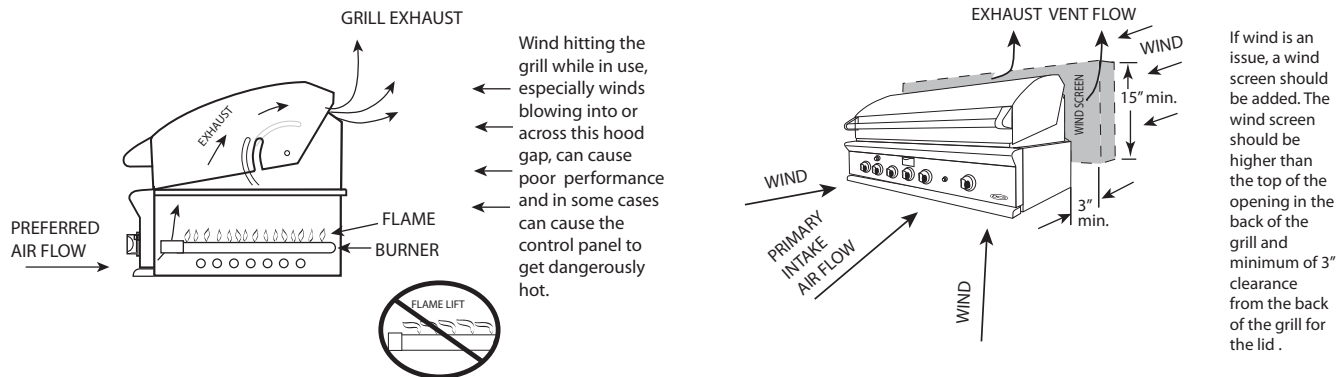 GRILL EXHAUST
EXHAUST
PREFERRED
AIR FLOW
FLAME
BURNER
FLAME LIFT
Wind hitting the
grill while in use,
especially winds
blowing into or
across this hood
gap, can cause
poor performance
and in some cases
can cause the
control panel to
get dangerously
hot.
EXHAUST VENT FLOW
WIND
WIND SCREEN
15” min.
3”
min.
WIND
PRIMARY
INTAKE
AIR FLOW
WIND
If wind is an
issue, a wind
screen should
be added. The
wind screen
should be
higher than
the top of the
opening in the
back of the
grill and
minimum of 3”
clearance
from the back
of the grill for
the lid .